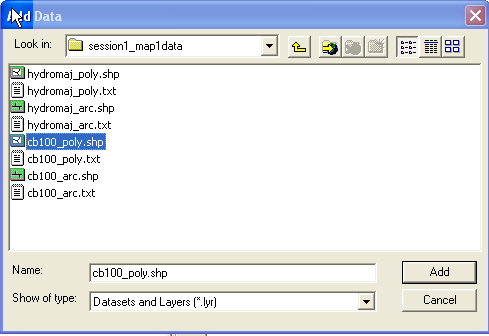 Add Data
Look in: session1_map1data
hydromaj_poly.shp
hydromaj_poly.txt
hydromaj_arc.shp
hydromaj_arc.txt
cb100_poly.shp
cb100_poly.txt
cb100_arc.shp
cb100_arc.txt
Name: cb100_poly.shp Add
Show of type: Datasets and Layers (*.lyr) Cancel